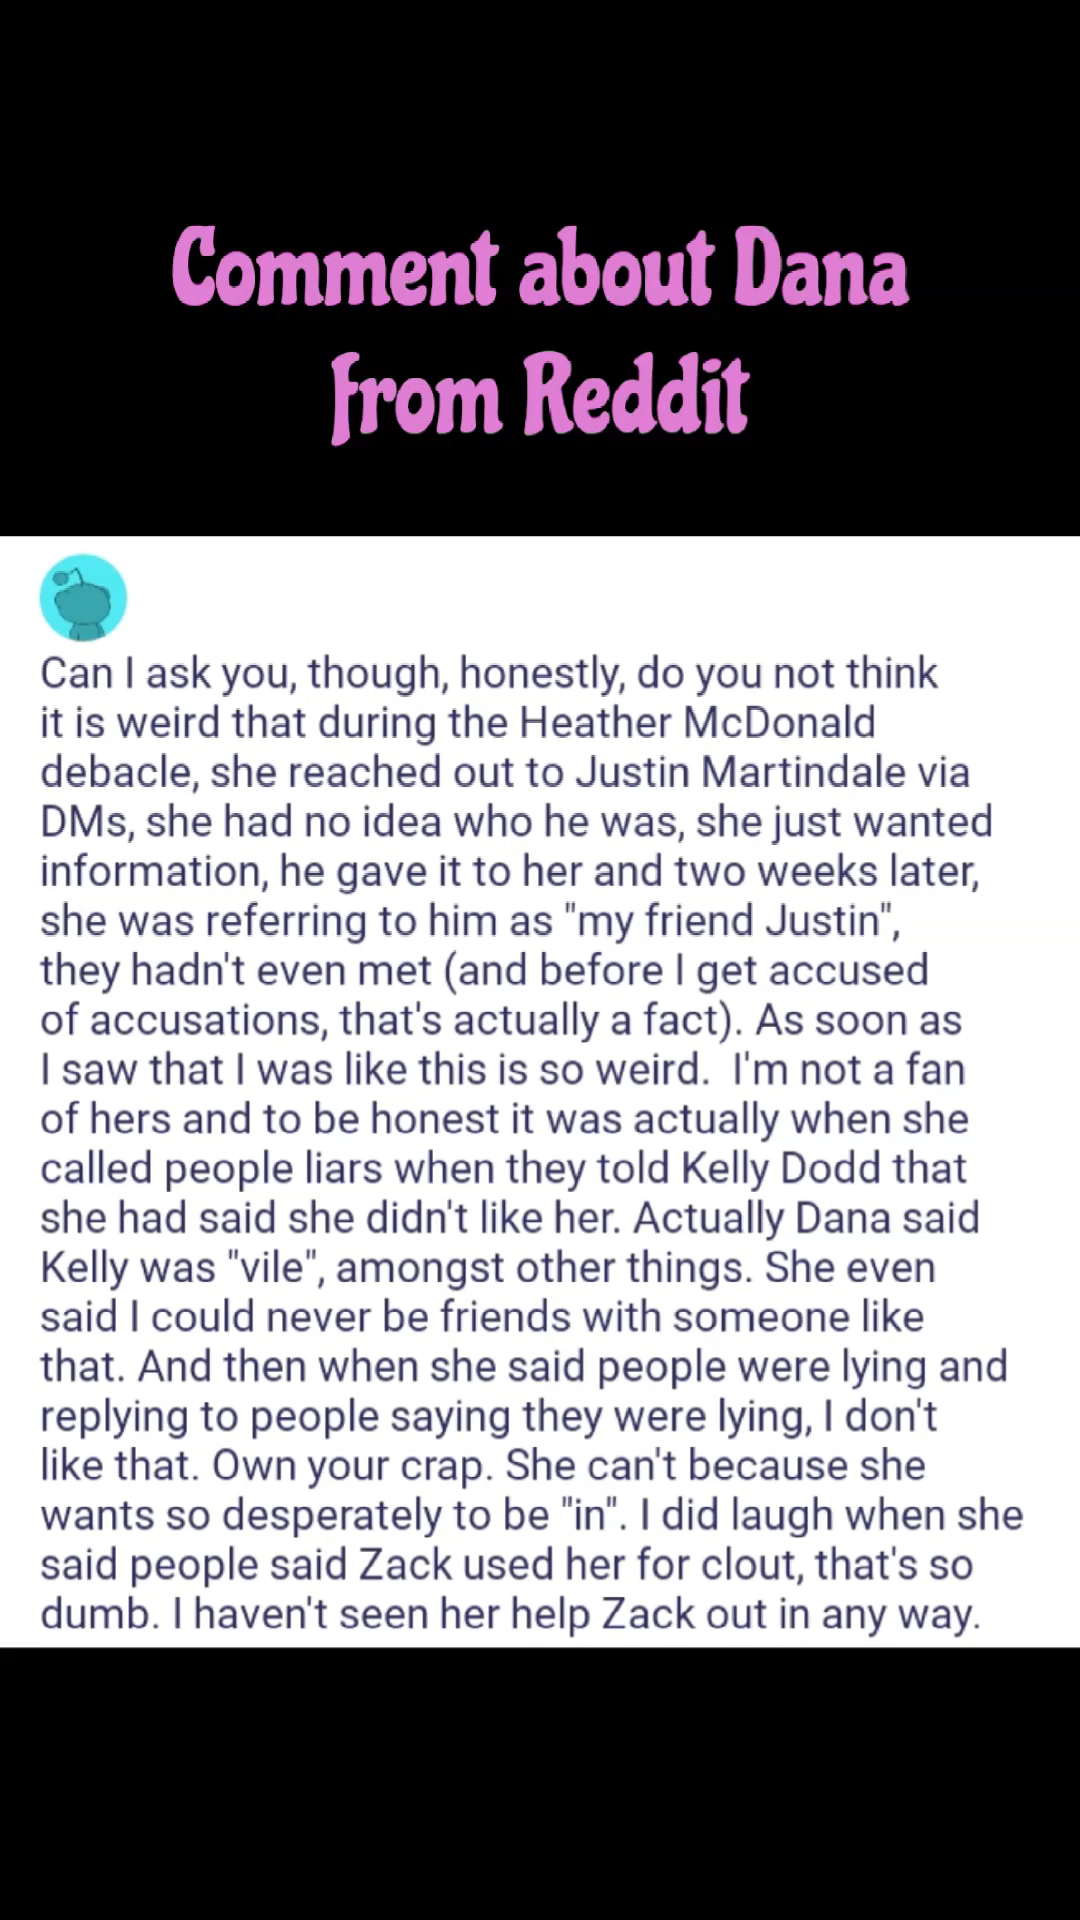 Comment about Dana
from Reddit
Can I ask you, though, honestly, do you not think
it is weird that during the Heather McDonald
debacle, she reached out to Justin Martindale via
DMs, she had no idea who he was, she just wanted
information, he gave it to her and two weeks later,
she was referring to him as "my friend Justin",
they hadn't even met (and before I get accused
of accusations, that's actually a fact). As soon as
I saw that I was like this is so weird.  I'm not a fan
of hers and to be honest it was actually when she
called people liars when they told Kelly Dodd that
she had said she didn't like her. Actually Dana said
Kelly was "vile", amongst other things. She even
said I could never be friends with someone like
that. And then when she said people were lying and
replying to people saying they were lying, I don't
like that. Own your crap. She can't because she
wants so desperately to be "in". I did laugh when she
said people said Zack used her for clout, that's so
dumb. I haven't seen her help Zack out in any way.